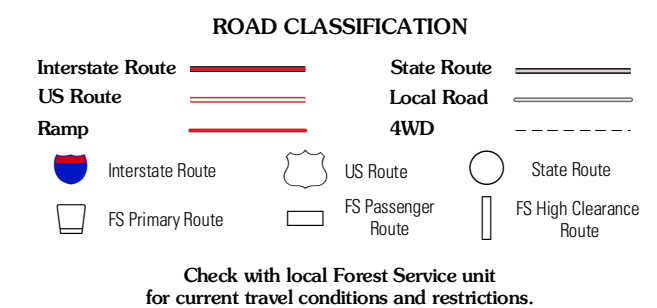 ROAD CLASSIFICATION
Interstate Route
State Route
US Route
Local Road
Ramp
4WD
Interstate Route
US Route
State Route
FS Primary Route
FS Passenger
Route
FS High Clearance
Route
Check with local Forest Service unit
for current travel conditions and restrictions.